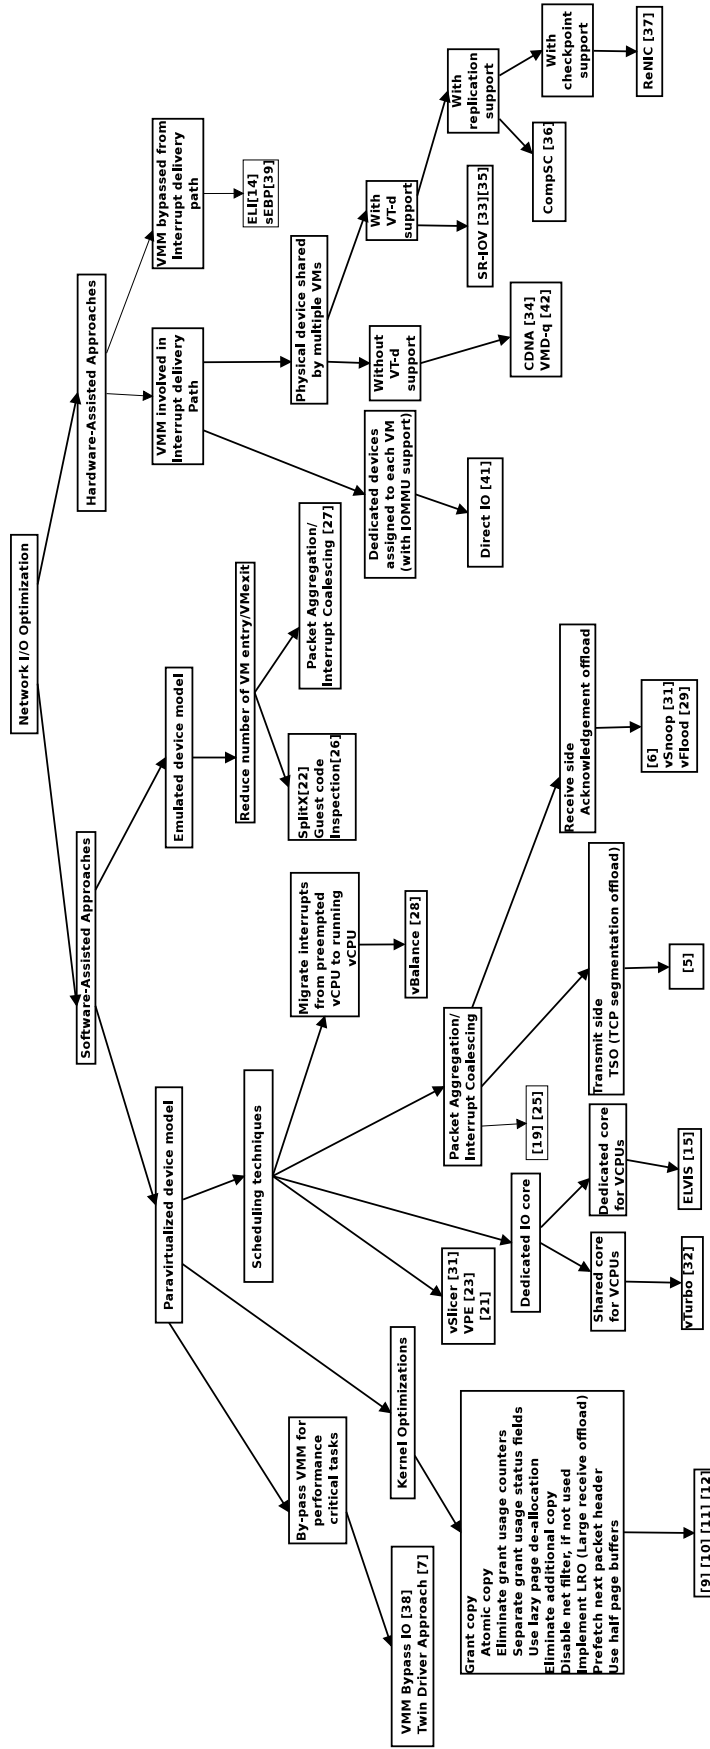 Network I/O Optimization
Software-Assisted Approaches
Hardware-Assisted Approaches
Paravirtualized device model
Emulated device model
VMM involved in
Interrupt delivery
Path
VMM bypassed from
Interrupt delivery
path
ELI[14]
sEBP[39]
By-pass VMM for
performance
critical tasks
Scheduling techniques
Reduce number of VM entry/VMexit
Physical device shared
by multiple VMs
Migrate interrupts
from preempted
vCPU to running
vCPU
SplitX[22]
Guest code
Inspection[26]
Packet Aggregation/
Interrupt Coalescing [27]
Dedicated devices
assigned to each VM
(with IOMMU support)
Without
VT-d
support
With
VT-d
support
VMM Bypass IO [38]
Twin Driver Approach [7]
Kernel Optimizations
vBalance [28]
vSlicer [31]
VPE [23]
[21]
Packet Aggregation/
Interrupt Coalescing
Direct IO [41]
SR-IOV [33][35]
With
replication
support
Grant copy
Atomic copy
Eliminate grant usage counters
Separate grant usage status fields
Use lazy page de-allocation
Eliminate additional copy
Disable net filter, if not used
Implement LRO (Large receive offload)
Prefetch next packet header
Use half page buffers
Dedicated IO core
[19] [25]
CDNA [34]
VMD-q [42]
CompSC [36]
With
checkpoint
support
Shared core
for VCPUs
Dedicated core
for VCPUs
Transmit side
TSO (TCP segmentation offload)
Receive side
Acknowledgement offload
ReNIC [37]
[9] [10] [11] [12]
vTurbo [32]
ELVIS [15]
[5]
[6]
vSnoop [31]
vFlood [29]